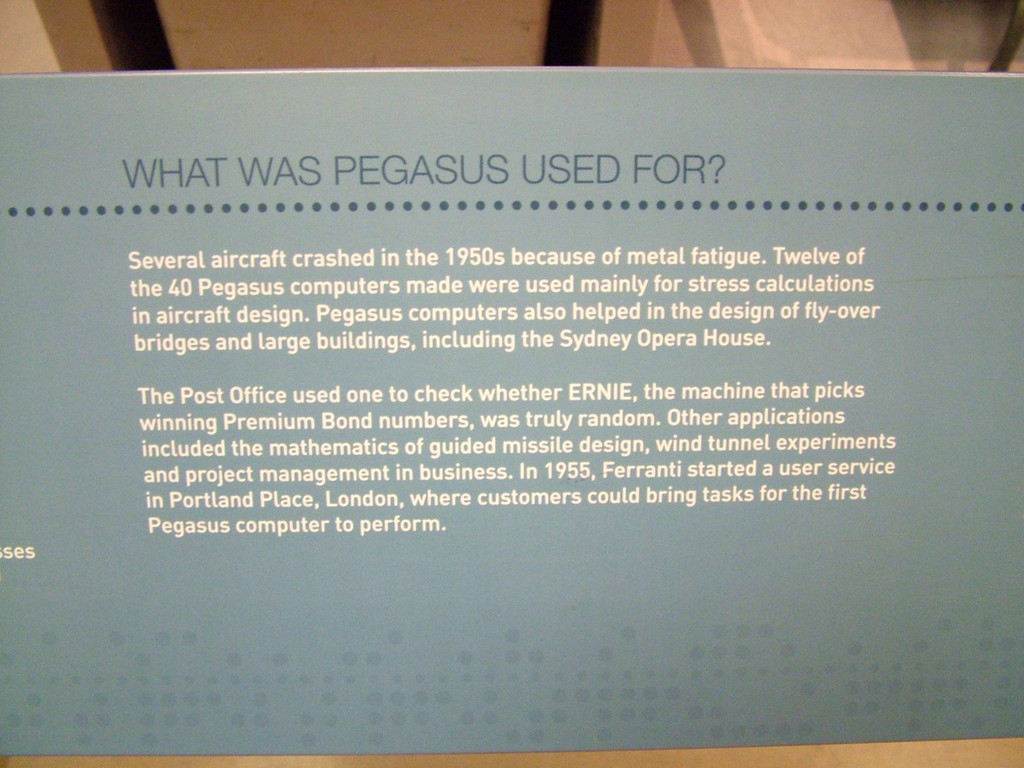 WHAT WAS PEGASUS USED FOR?
Several aircraft crashed in the 1950s because of metal fatigue. Twelve of
the 40 Pegasus computers made were used mainly for stress calculations
in aircraft design. Pegasus computers also helped in the design of fly-over
bridges and large buildings, including the Sydney Opera House.
The Post Office used one to check whether ERNIE, the machine that picks
winning Premium Bond numbers, was truly random. Other applications
included the mathematics of guided missile design, wind tunnel experiments
and project management in business. In 1955, Ferranti started a user service
in Portland Place, London, where customers could bring tasks for the first
Pegasus computer to perform.